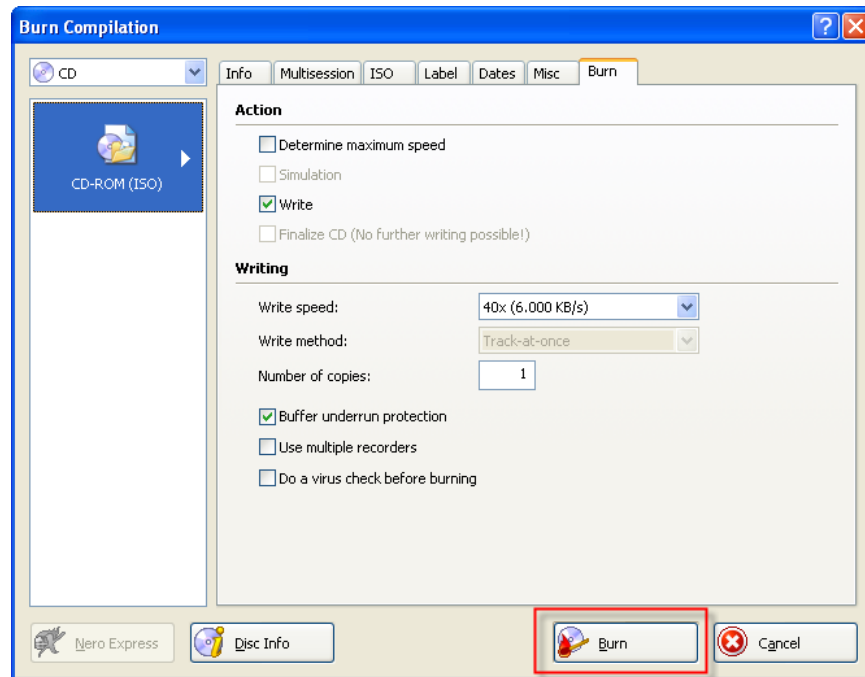 Burn Compilation
CD
Info Multisession ISO Label Dates Misc Burn
CD-ROM (ISO)
Action
Determine maximum speed
Simulation
Write
Finalize CD (No further writing possible!)
Writing
Write speed: 40x (6.000 KB/s)
Write method: Track-at-once
Number of copies: 1
Buffer underrun protection
Use multiple recorders
Do a virus check before burning
Nero Express Disc Info Burn Cancel